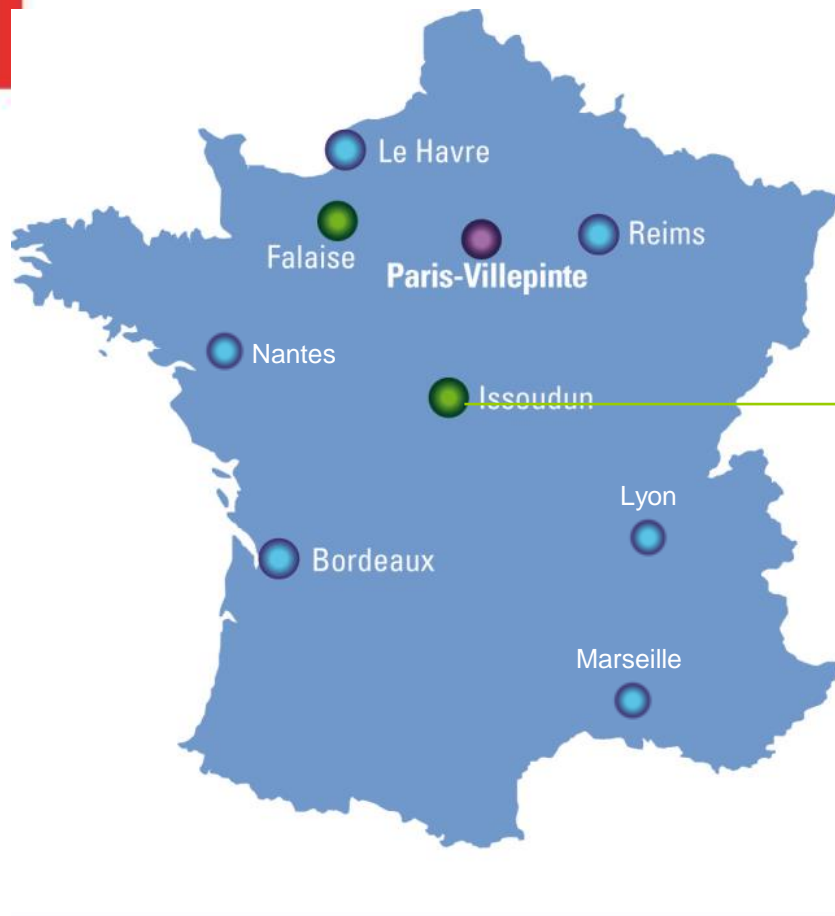 Le Havre
Reims
Falaise
Paris-Villepinte
Nantes
Issoudun
Lyon
Bordeaux
Marseille